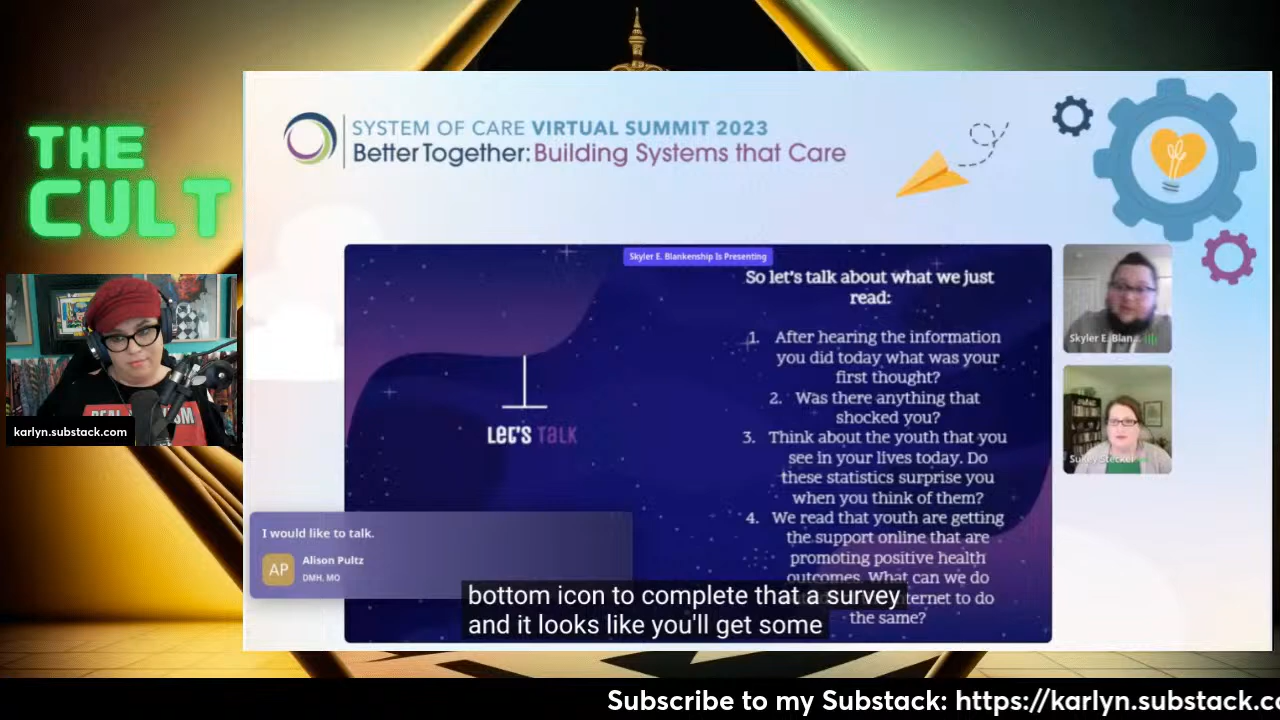 THE
CULT
karlyn.substack.com
SYSTEM OF CARE VIRTUAL SUMMIT 2023
Better Together: Building Systems that Care
Skyler E. Blankenship Is Presenting
So let's talk about what we just
read:
1. After hearing the information
you did today what was your
first thought?
2. Was there anything that
shocked you?
3. Think about the youth that you
see in your lives today. Do
these statistics surprise you
when you think of them?
4. We read that youth are getting
the support online that are
promoting positive health
outcomes. What can we do
ternet to do
the same?
Let's TALK
Skyler E. Blan...
I would like to talk.
AP
Alison Pultz
DMH, MO
bottom icon to complete that a survey
and it looks like you'll get some
Subscribe to my Substack: https://karlyn.substack.c